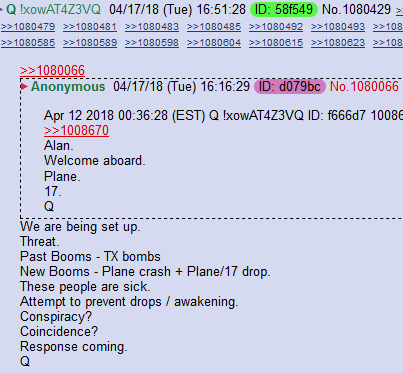 Q !xowAT4Z3VQ 04/17/18 (Tue) 16:51:28 ID: 58f549 No.1080429
>>1080479 >>1080483 >>1080485 >>1080492 >>1080493 >>
>>1080585 >>1080589 >>1080598 >>1080604 >>1080615 >>1080623 >>
>>1080066
Anonymous 04/17/18 (Tue) 16:16:29 ID: d079bc No.1080066
Apr 12 2018 00:36:28 (EST) Q !xowAT4Z3VQ ID: f666d7 10086
>>1008670
Alan.
Welcome aboard.
Plane.
17.
Q
We are being set up.
Threat.
Past Booms - TX bombs
New Booms - Plane crash + Plane/17 drop.
These people are sick.
Attempt to prevent drops / awakening.
Conspiracy?
Coincidence?
Response coming.
Q